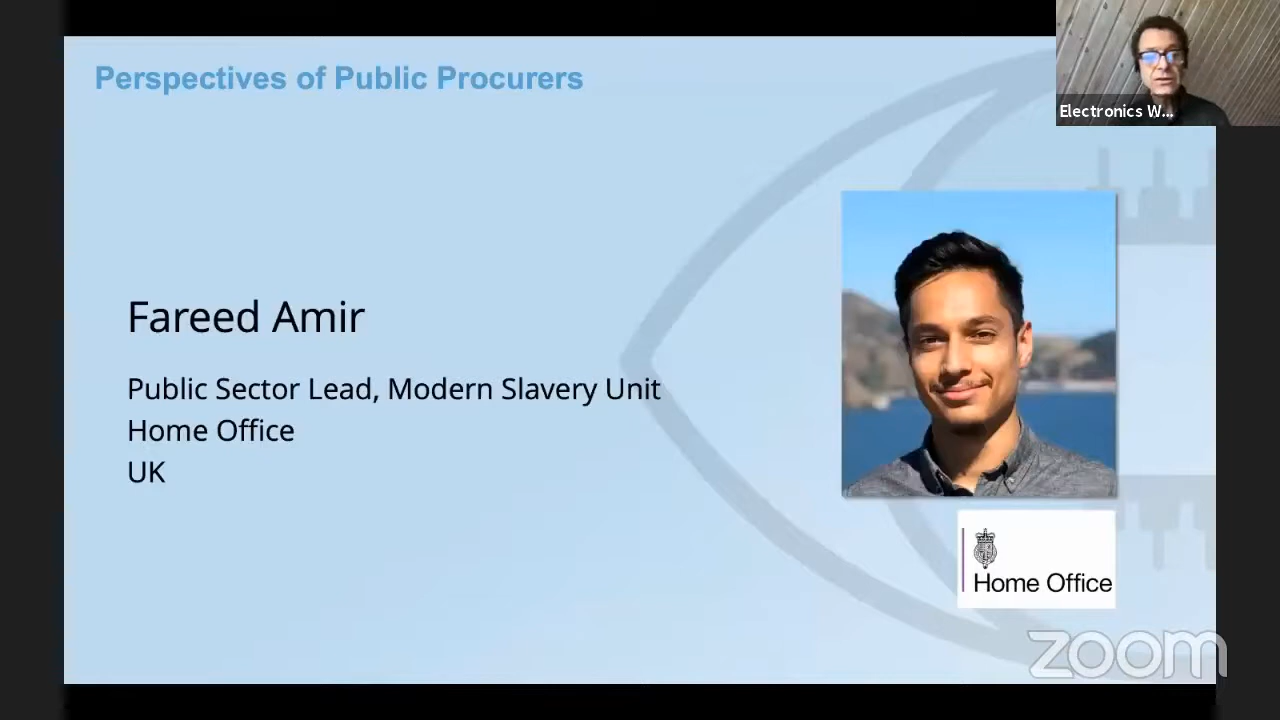 Perspectives of Public Procurers
Electronics W...
Fareed Amir
Public Sector Lead, Modern Slavery Unit
Home Office
UK
Home Office
zoom